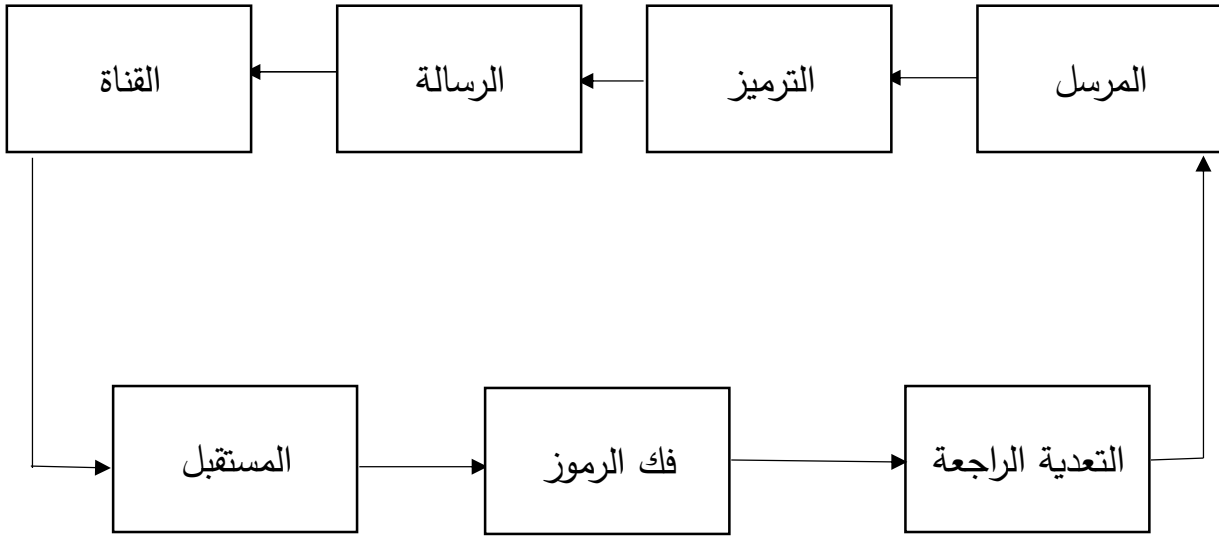 المرسل
الترميز
الرسالة
القناة
المستقبل
فك الرموز
التعدية الراجعة